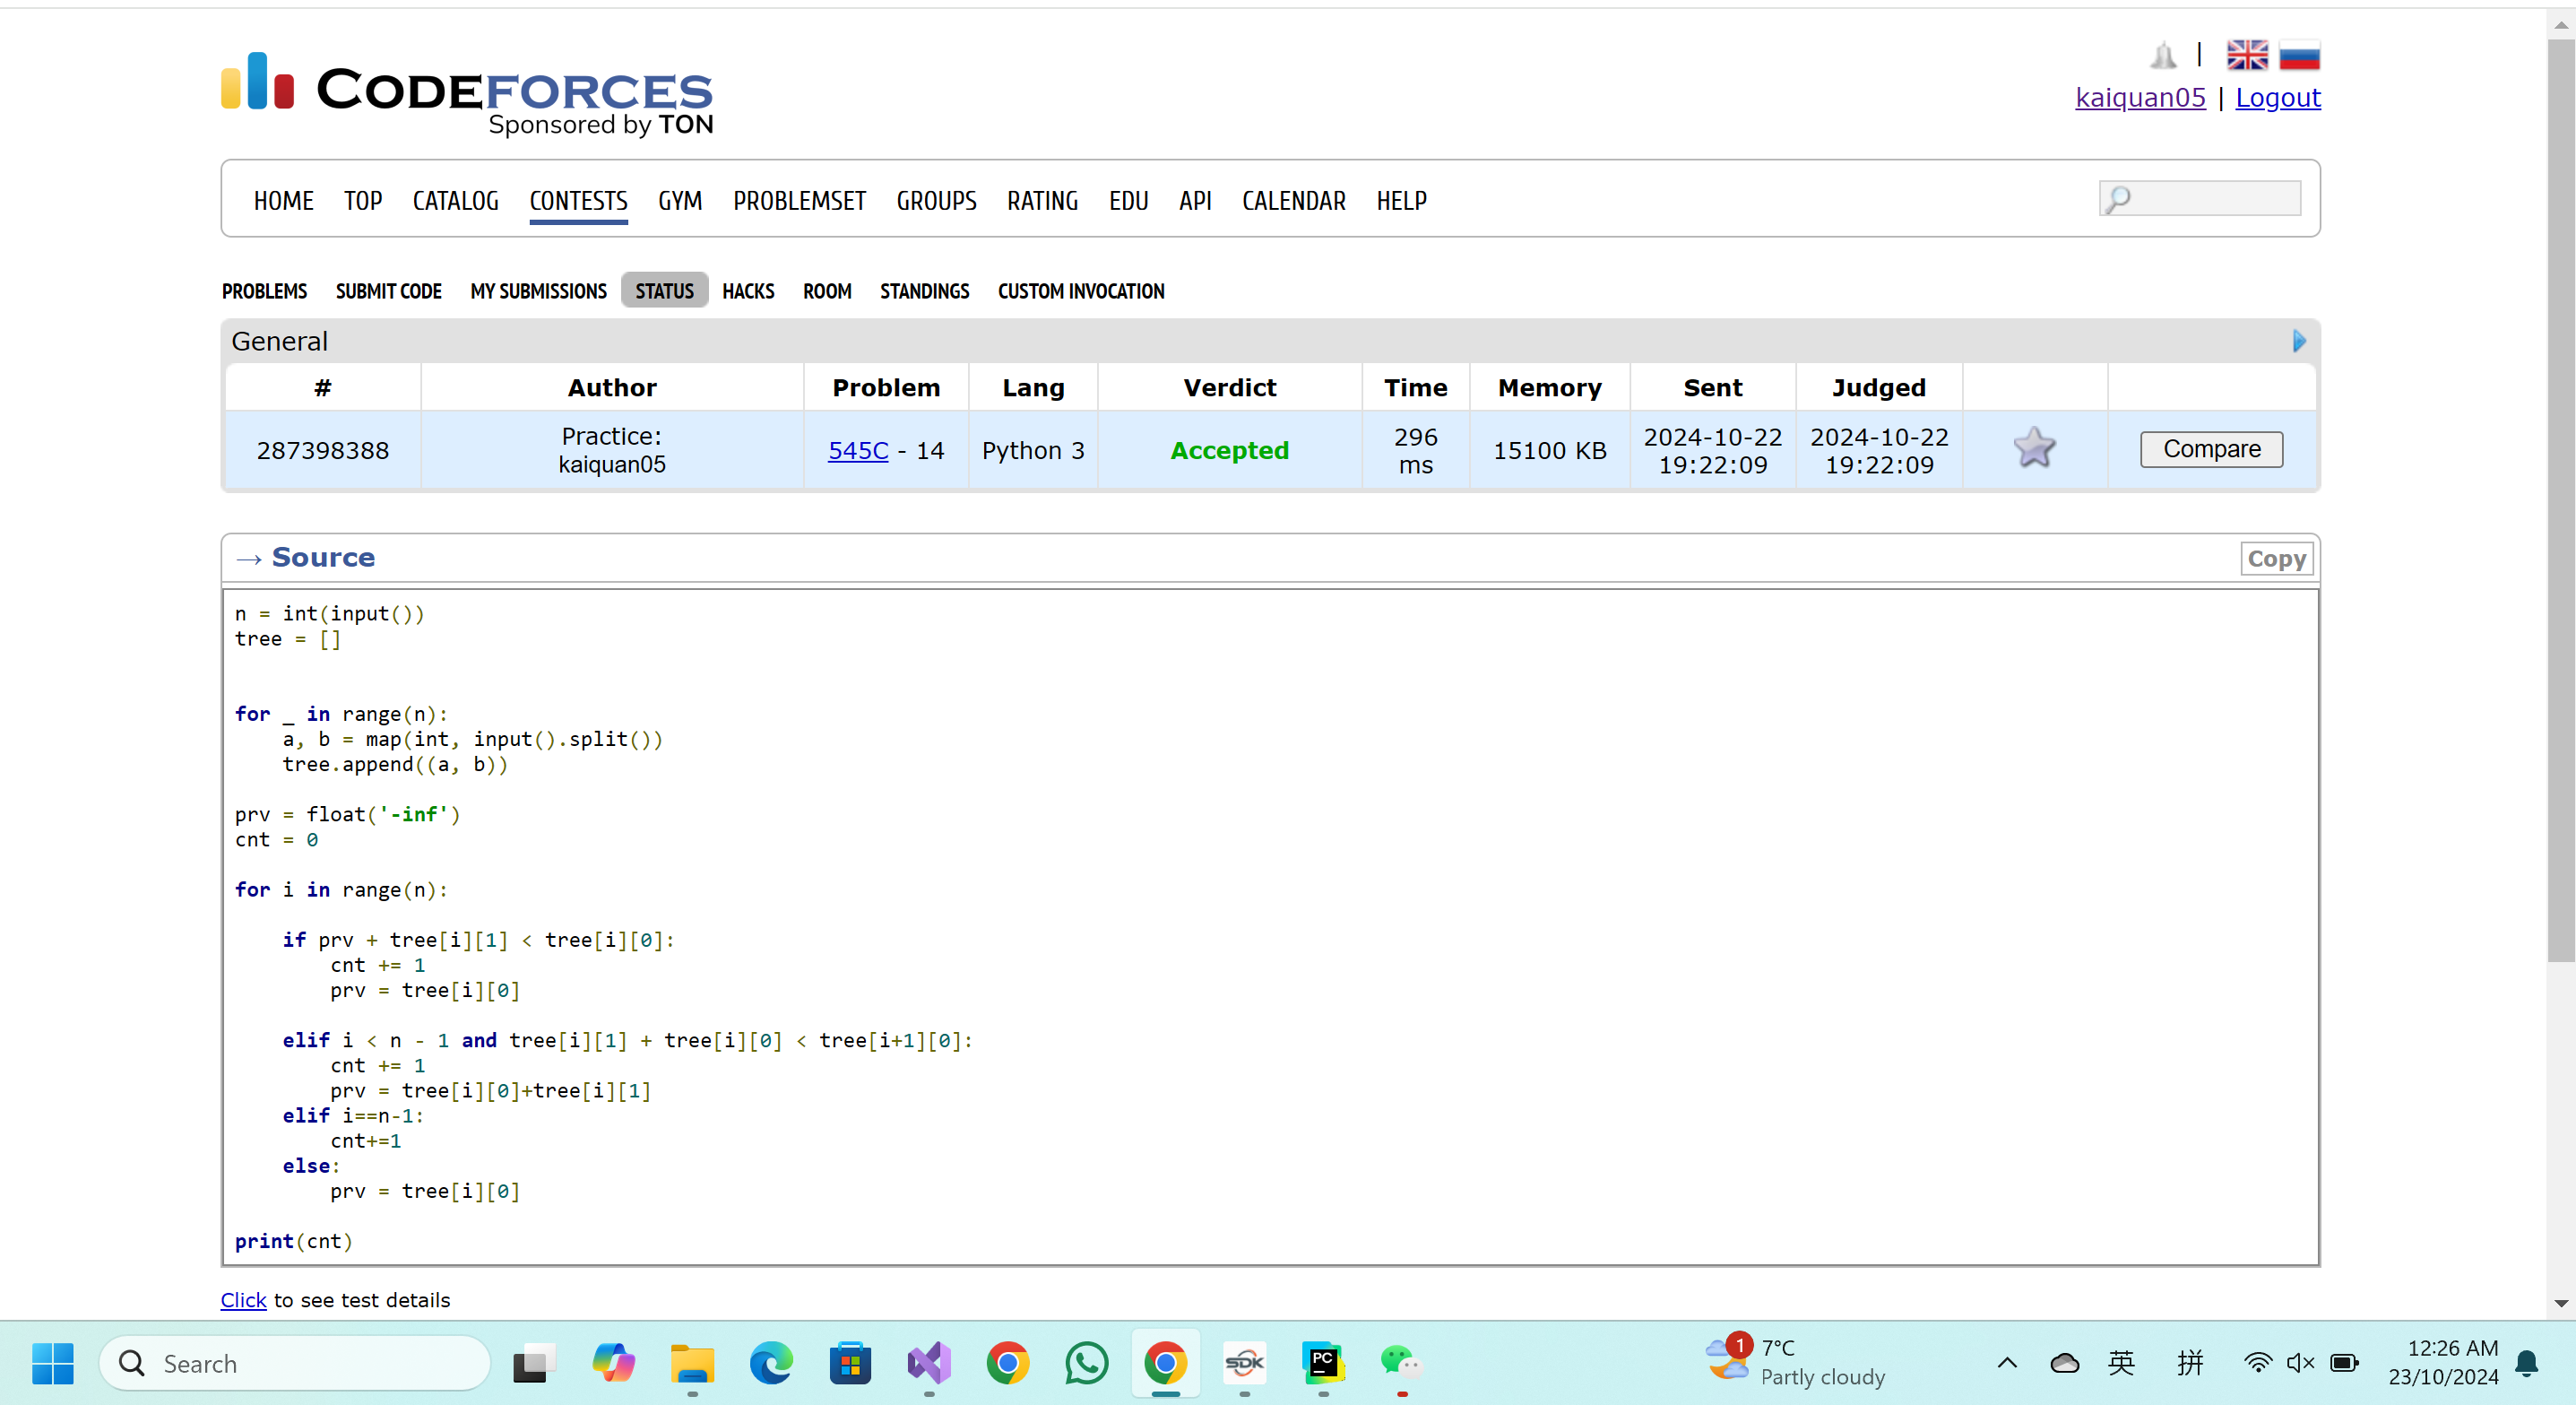 CODEFORCES
Sponsored by TON
|
kaiquan05 | Logout
HOME TOP CATALOG CONTESTS GYM PROBLEMSET GROUPS RATING EDU API CALENDAR HELP
PROBLEMS SUBMIT CODE MY SUBMISSIONS STATUS HACKS ROOM STANDINGS CUSTOM INVOCATION
General
# Author Problem Lang Verdict Time Memory Sent Judged
287398388 Practice: kaiquan05 545C - 14 Python 3 Accepted 296 ms 15100 KB 2024-10-22 19:22:09 2024-10-22 19:22:09 Compare
→ Source Copy
n = int(input())
tree = []
for _ in range(n):
    a, b = map(int, input().split())
    tree.append((a, b))
prv = float('-inf')
cnt = 0
for i in range(n):
    if prv + tree[i][1] < tree[i][0]:
        cnt += 1
        prv = tree[i][0]
    elif i < n - 1 and tree[i][1] + tree[i][0] < tree[i+1][0]:
        cnt += 1
        prv = tree[i][0]+tree[i][1]
    elif i==n-1:
        cnt+=1
    else:
        prv = tree[i][0]
print(cnt)
Click to see test details
Search SDK PC 1 7°C 英 拼 12:26 AM
Partly cloudy 23/10/2024